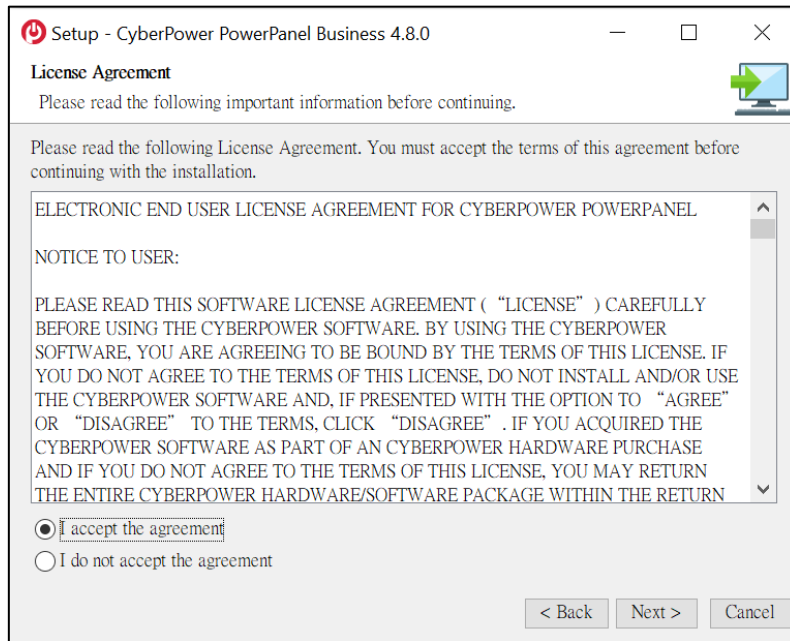 Setup - CyberPower PowerPanel Business 4.8.0
License Agreement
Please read the following important information before continuing.
Please read the following License Agreement. You must accept the terms of this agreement before
continuing with the installation.
ELECTRONIC END USER LICENSE AGREEMENT FOR CYBERPOWER POWERPANEL
NOTICE TO USER:
PLEASE READ THIS SOFTWARE LICENSE AGREEMENT ( “LICENSE” ) CAREFULLY
BEFORE USING THE CYBERPOWER SOFTWARE. BY USING THE CYBERPOWER
SOFTWARE, YOU ARE AGREEING TO BE BOUND BY THE TERMS OF THIS LICENSE. IF
YOU DO NOT AGREE TO THE TERMS OF THIS LICENSE, DO NOT INSTALL AND/OR USE
THE CYBERPOWER SOFTWARE AND, IF PRESENTED WITH THE OPTION TO “AGREE”
OR “DISAGREE” TO THE TERMS, CLICK “DISAGREE” . IF YOU ACQUIRED THE
CYBERPOWER SOFTWARE AS PART OF AN CYBERPOWER HARDWARE PURCHASE
AND IF YOU DO NOT AGREE TO THE TERMS OF THIS LICENSE, YOU MAY RETURN
THE ENTIRE CYBERPOWER HARDWARE/SOFTWARE PACKAGE WITHIN THE RETURN
I accept the agreement
I do not accept the agreement
< Back Next > Cancel